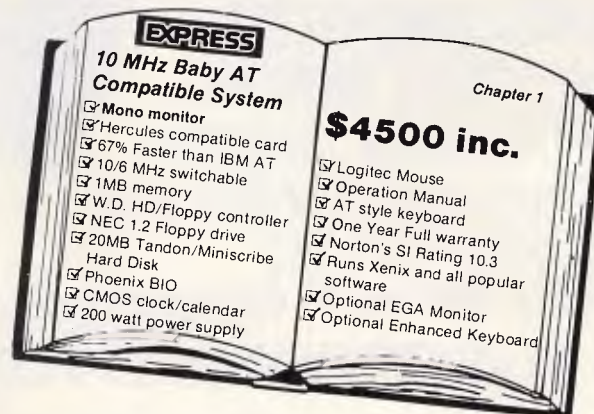 EXPRESS
10 MHz Baby AT
Compatible System
Mono monitor
Hercules compatible card
67% Faster than IBM AT
10/6 MHz switchable
1MB memory
W.D. HD/Floppy controller
NEC 1.2 Floppy drive
20MB Tandon/Miniscribe
Hard Disk
Phoenix BIO
CMOS clock/calendar
200 watt power supply
Chapter 1
$4500 inc.
Logitec Mouse
Operation Manual
AT style keyboard
One Year Full warranty
Norton's SI Rating 10.3
Runs Xenix and all popular
software
Optional EGA Monitor
Optional Enhanced Keyboard